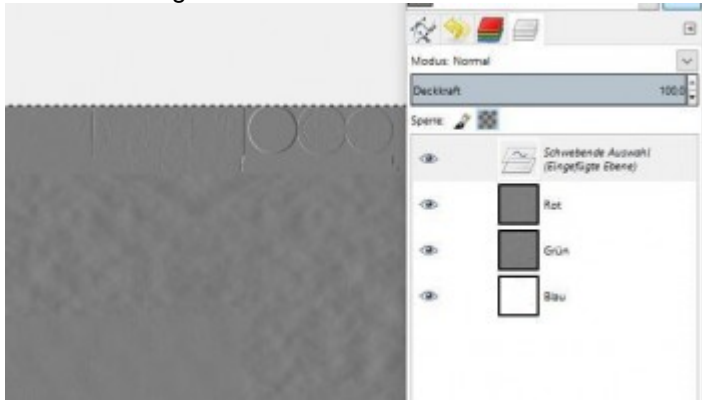 Modus: Normal
Deckkraft 100,0
Sperre:
Schwebende Auswahl
(Eingefügte Ebene)
Rot
Grün
Blau